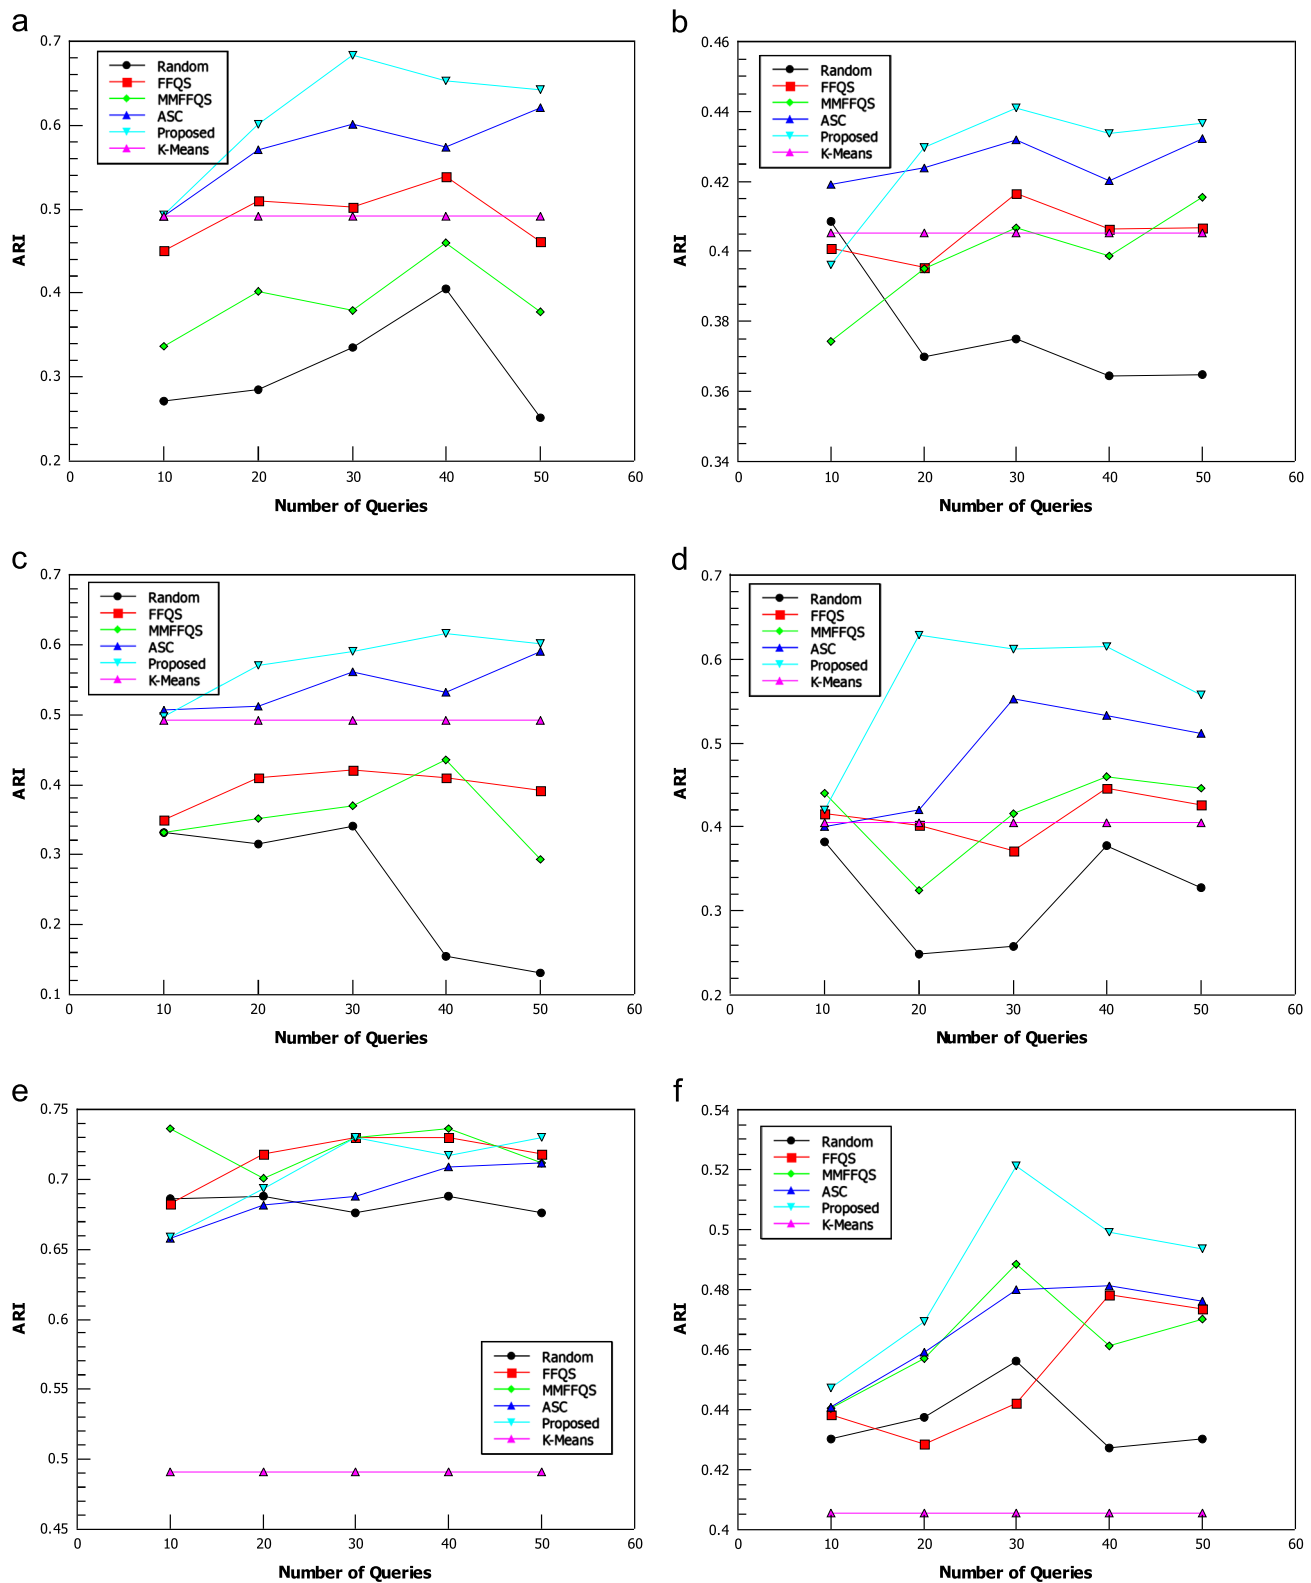 a
0.7
0.6
0.5
0.4
0.3
0.2
ARI
Random
FFQS
MMFFQS
ASC
Proposed
K-Means
0 10 20 30 40 50 60
Number of Queries
b
0.46
0.44
0.42
0.4
0.38
0.36
0.34
ARI
Random
FFQS
MMFFQS
ASC
Proposed
K-Means
0 10 20 30 40 50 60
Number of Queries
c
0.7
0.6
0.5
0.4
0.3
0.2
0.1
ARI
Random
FFQS
MMFFQS
ASC
Proposed
K-Means
0 10 20 30 40 50 60
Number of Queries
d
0.7
0.6
0.5
0.4
0.3
0.2
ARI
Random
FFQS
MMFFQS
ASC
Proposed
K-Means
0 10 20 30 40 50 60
Number of Queries
e
0.75
0.7
0.65
0.6
0.55
0.5
0.45
ARI
Random
FFQS
MMFFQS
ASC
Proposed
K-Means
0 10 20 30 40 50 60
Number of Queries
f
0.54
0.52
0.5
0.48
0.46
0.44
0.42
0.4
ARI
Random
FFQS
MMFFQS
ASC
Proposed
K-Means
0 10 20 30 40 50 60
Number of Queries